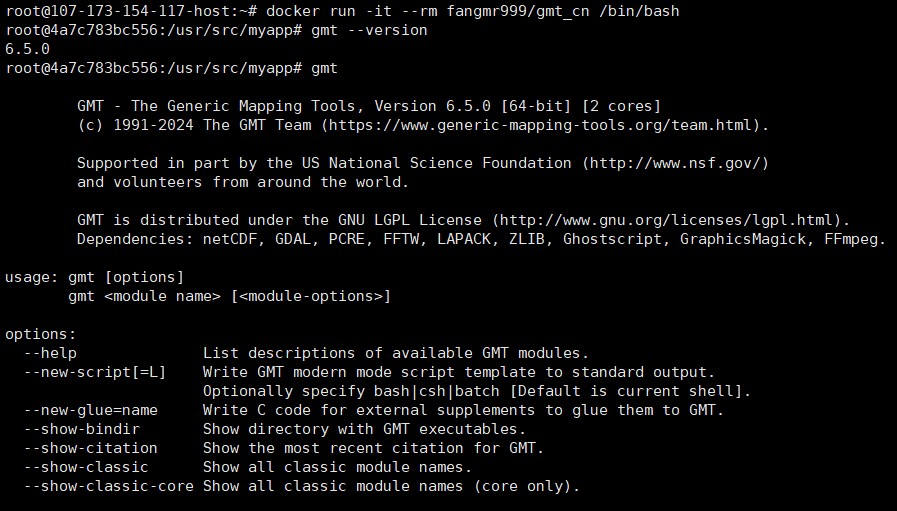 root@107-173-154-117-host:~# docker run -it --rm fangmr999/gmt_cn /bin/bash
root@4a7c783bc556:/usr/src/myapp# gmt --version
6.5.0
root@4a7c783bc556:/usr/src/myapp# gmt
GMT - The Generic Mapping Tools, Version 6.5.0 [64-bit] [2 cores]
(c) 1991-2024 The GMT Team (https://www.generic-mapping-tools.org/team.html).
Supported in part by the US National Science Foundation (http://www.nsf.gov/)
and volunteers from around the world.
GMT is distributed under the GNU LGPL License (http://www.gnu.org/licenses/lgpl.html).
Dependencies: netCDF, GDAL, PCRE, FFTW, LAPACK, ZLIB, Ghostscript, GraphicsMagick, FFmpeg.
usage: gmt [options]
gmt <module name> [<module-options>]
options:
--help List descriptions of available GMT modules.
--new-script[=L] Write GMT modern mode script template to standard output.
Optionally specify bash|csh|batch [Default is current shell].
--new-glue=name Write C code for external supplements to glue them to GMT.
--show-bindir Show directory with GMT executables.
--show-citation Show the most recent citation for GMT.
--show-classic Show all classic module names.
--show-classic-core Show all classic module names (core only).